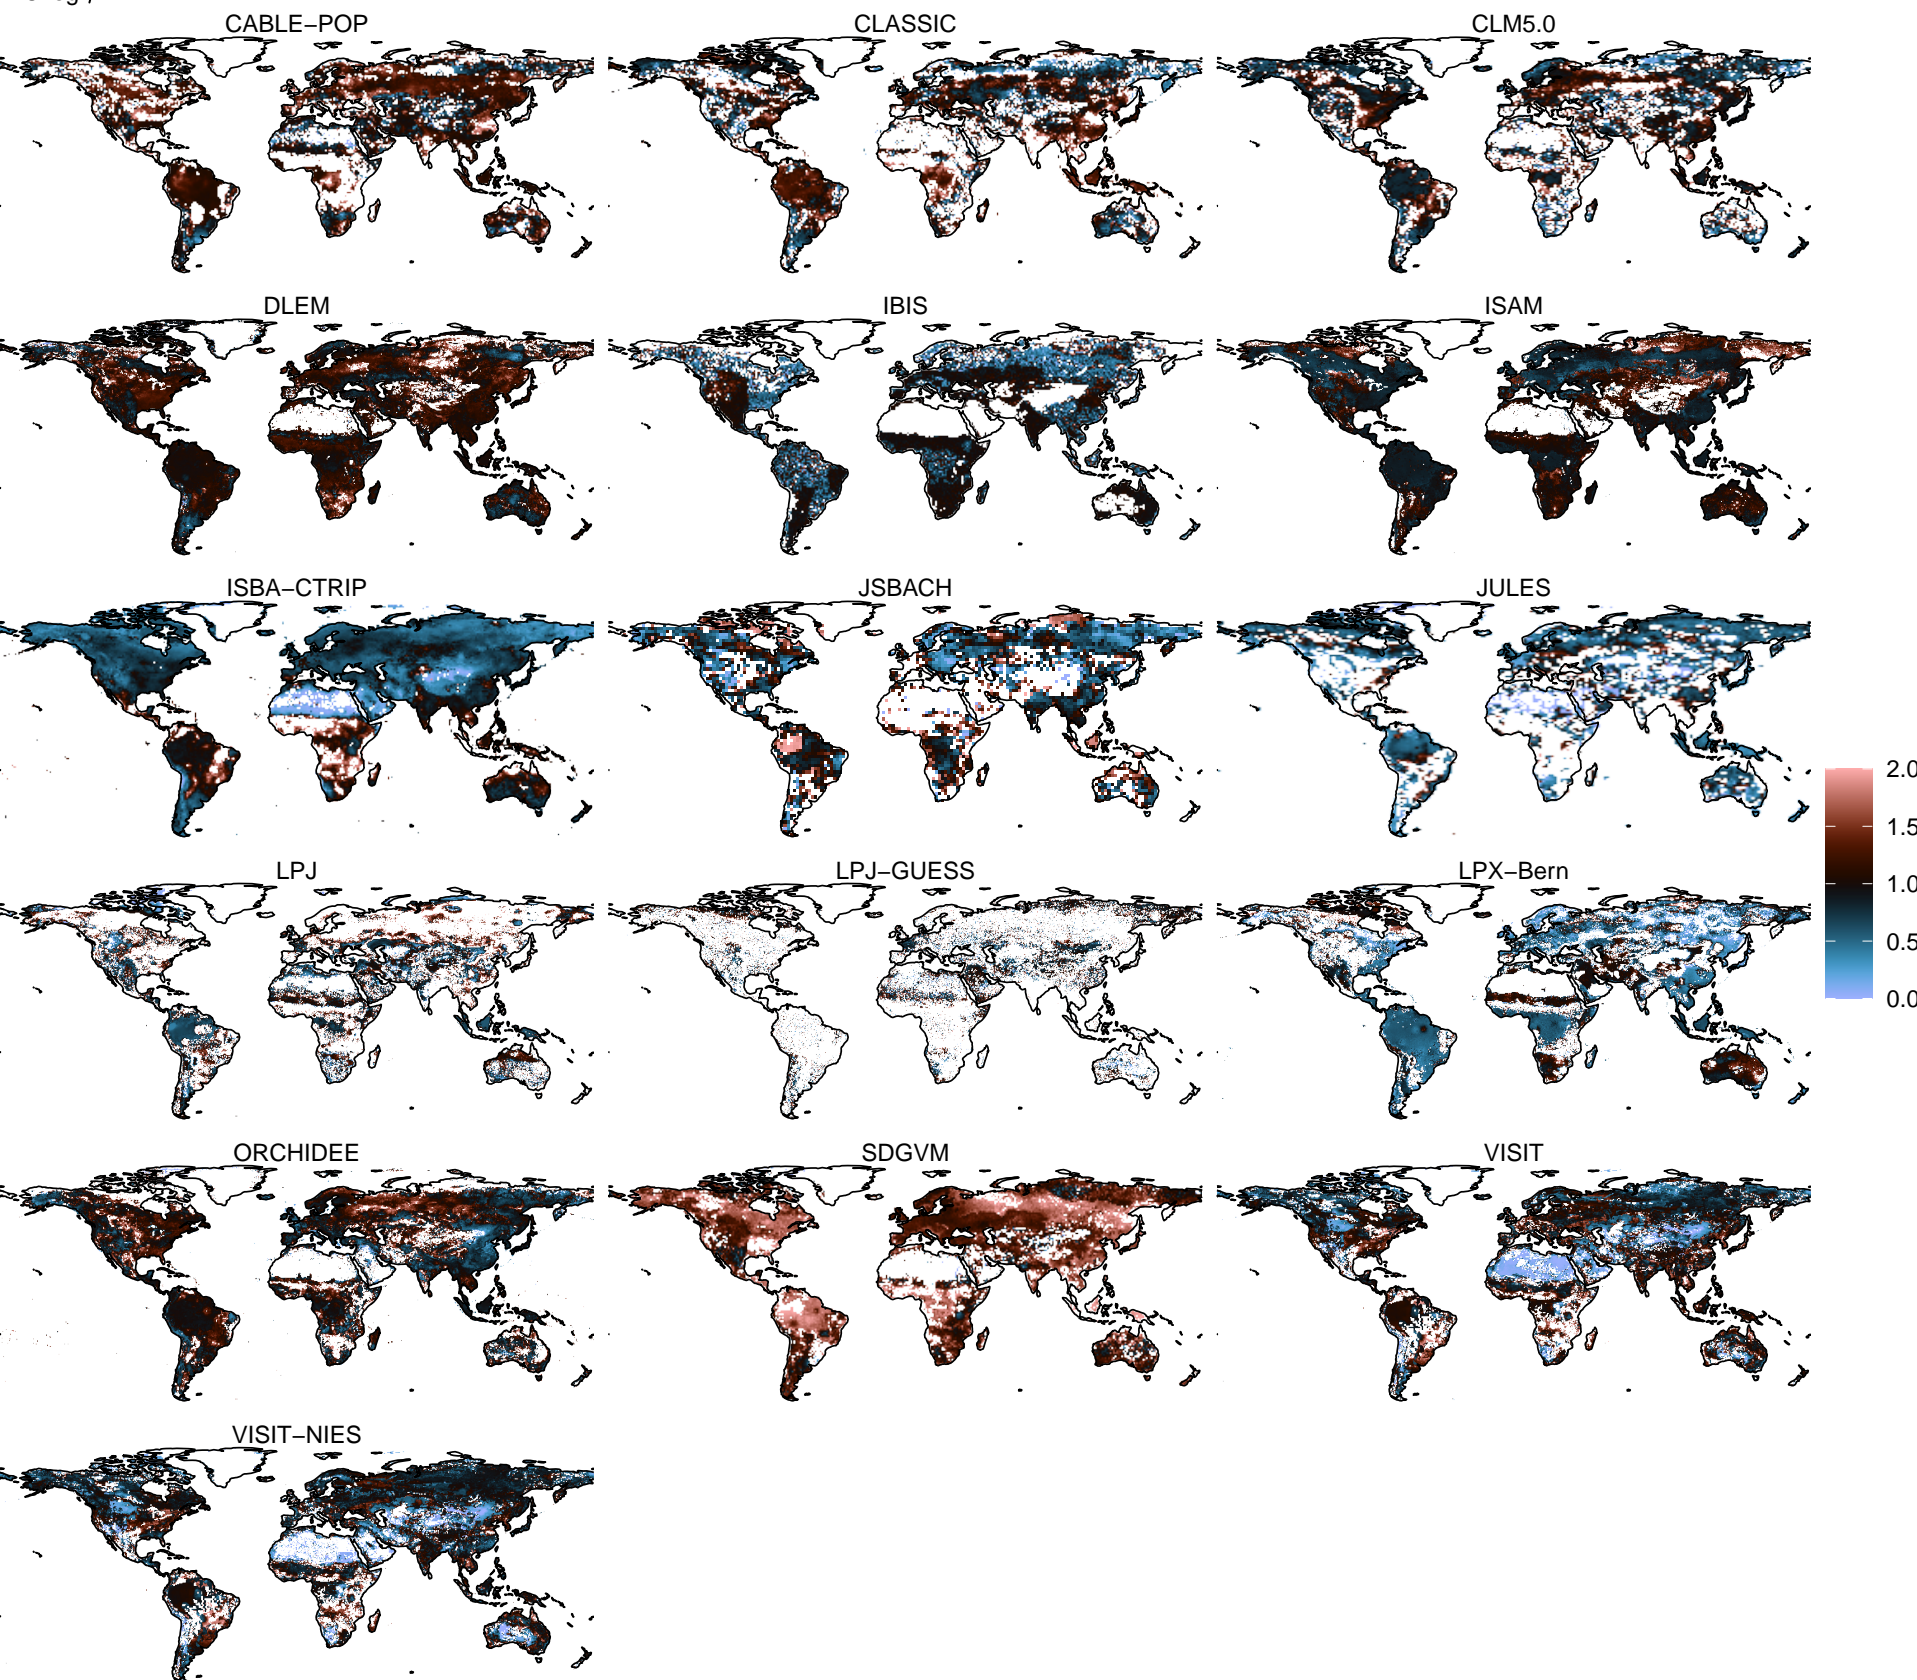 CABLE−POP CLASSIC CLM5.0
DLEM IBIS ISAM
ISBA−CTRIP JSBACH JULES
2.0
1.5
1.0
0.5
0.0
LPJ LPJ−GUESS LPX−Bern
ORCHIDEE SDGVM VISIT
VISIT−NIES